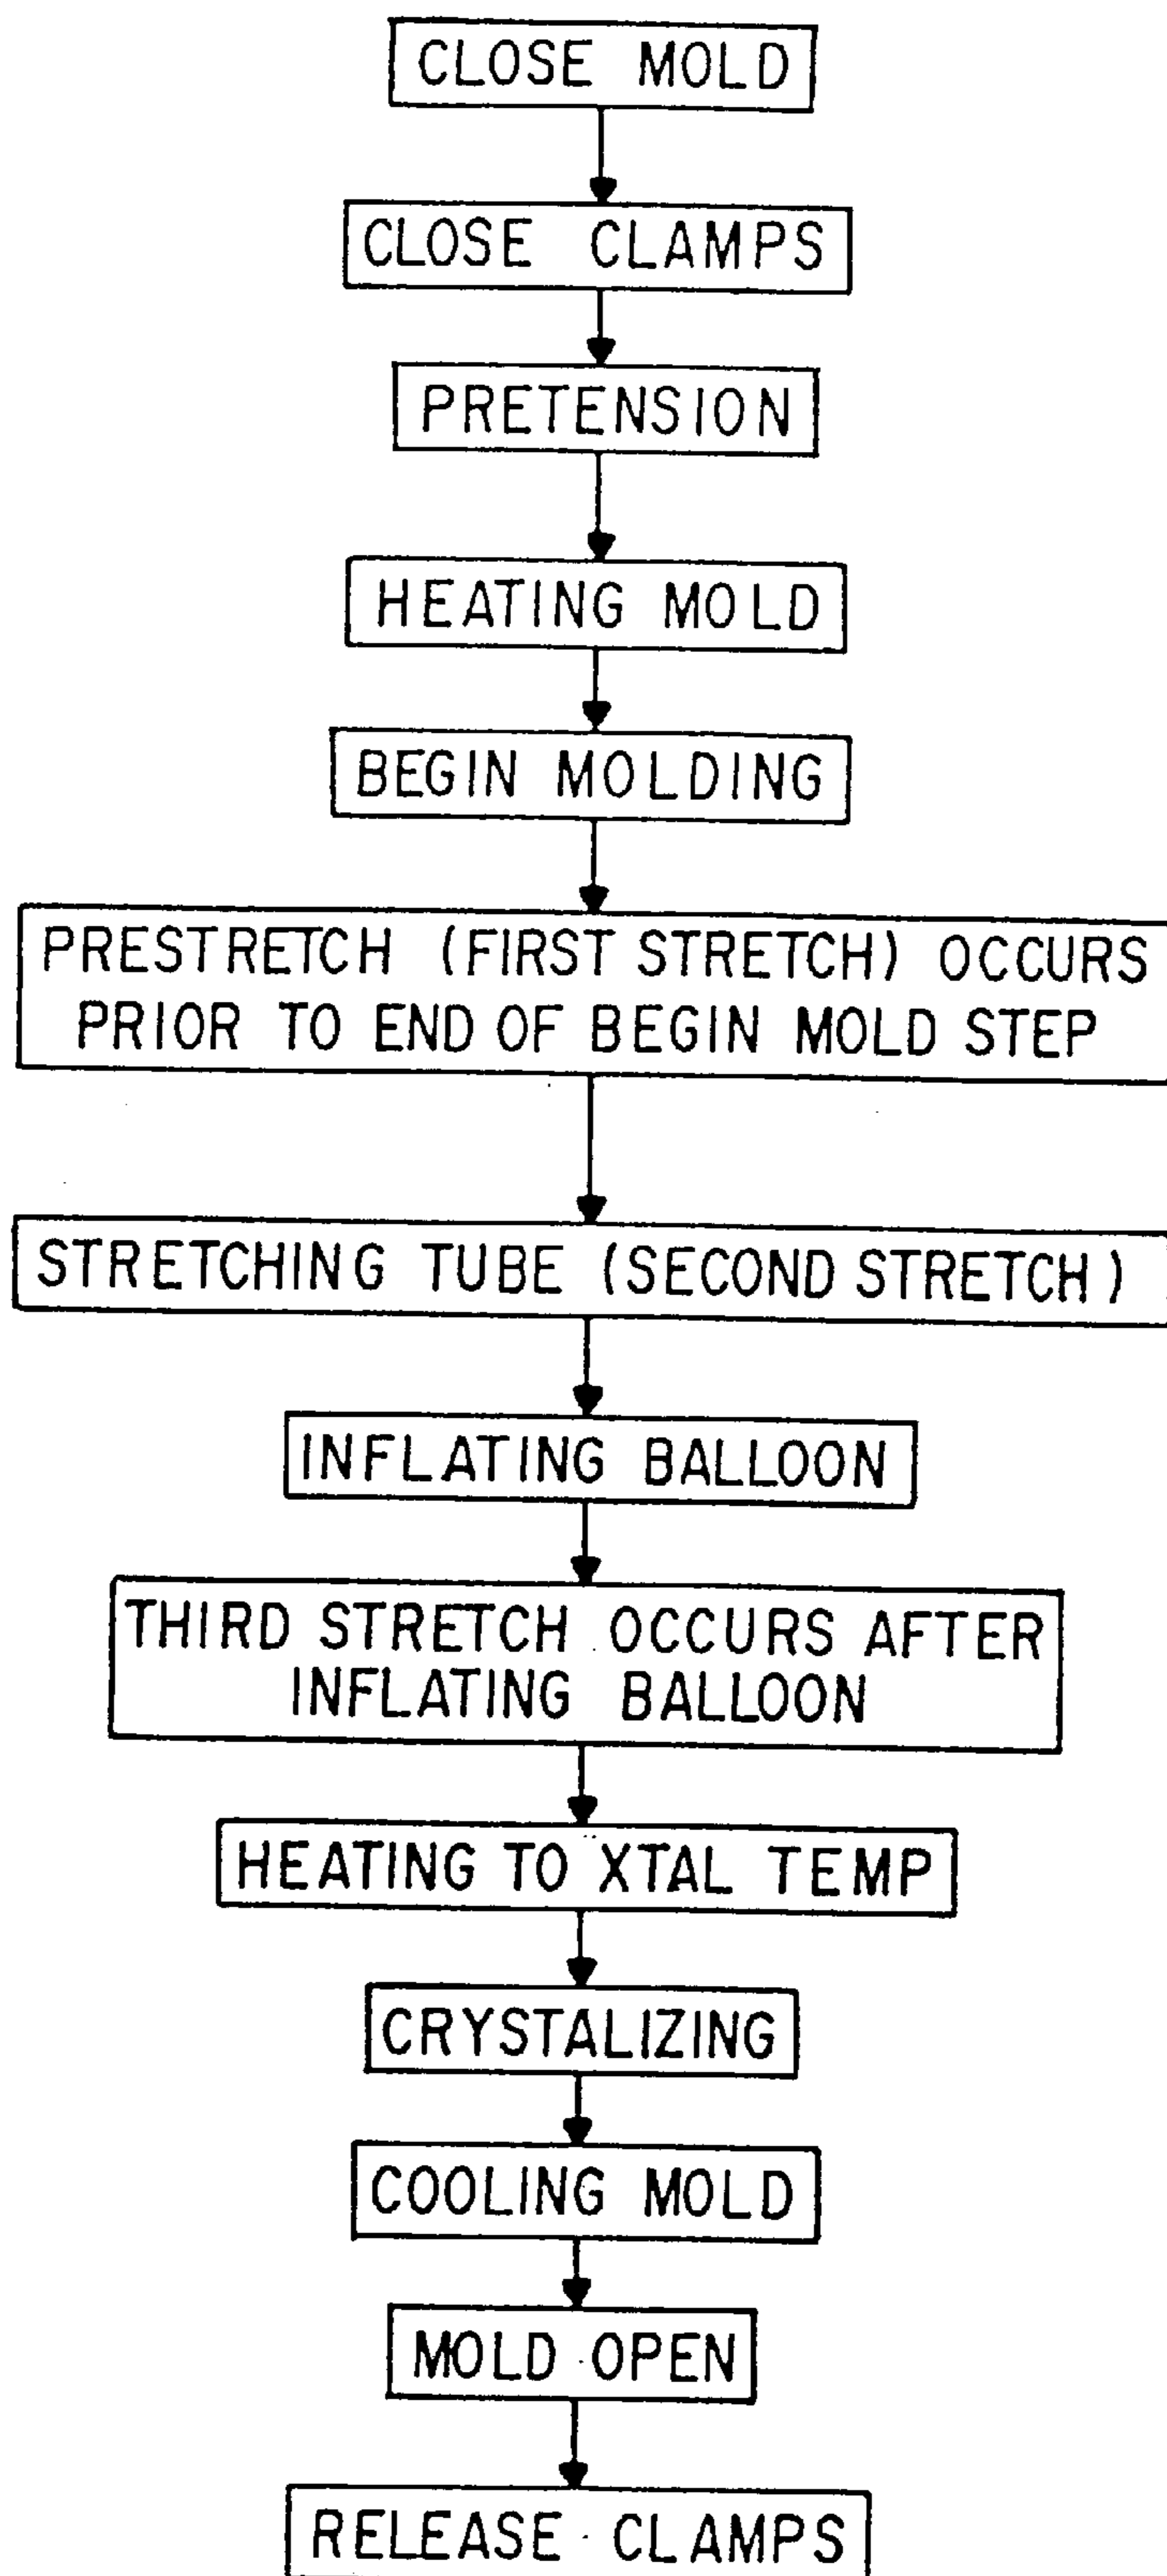 CLOSE MOLD
CLOSE CLAMPS
PRETENSION
HEATING MOLD
BEGIN MOLDING
PRESTRETCH (FIRST STRETCH) OCCURS
PRIOR TO END OF BEGIN MOLD STEP
STRETCHING TUBE (SECOND STRETCH)
INFLATING BALLOON
THIRD STRETCH OCCURS AFTER
INFLATING BALLOON
HEATING TO XTAL TEMP
CRYSTALIZING
COOLING MOLD
MOLD OPEN
RELEASE CLAMPS